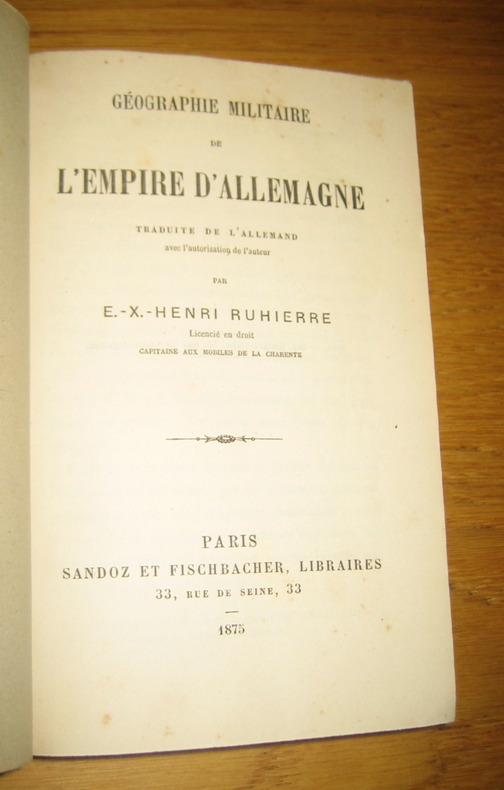 GÉOGRAPHIE MILITAIRE
DE
L'EMPIRE D'ALLEMAGNE
TRADUITE DE L'ALLEMAND
avec l'autorisation de l'auteur
PAR
E.-X.-HENRI RUHIERRE
Licencié en droit
CAPITAINE AUX MOBILES DE LA CHARENTE
PARIS
SANDOZ ET FISCHBACHER, LIBRAIRES
33, RUE DE SEINE, 33
1875